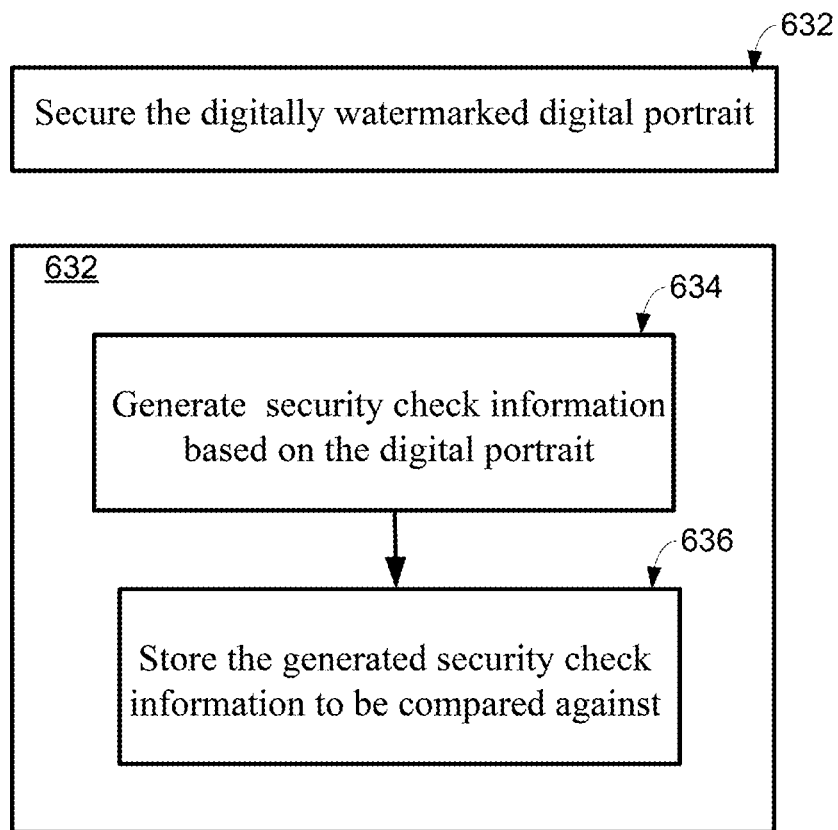 632
Secure the digitally watermarked digital portrait
632
634
Generate security check information
based on the digital portrait
636
Store the generated security check
information to be compared against